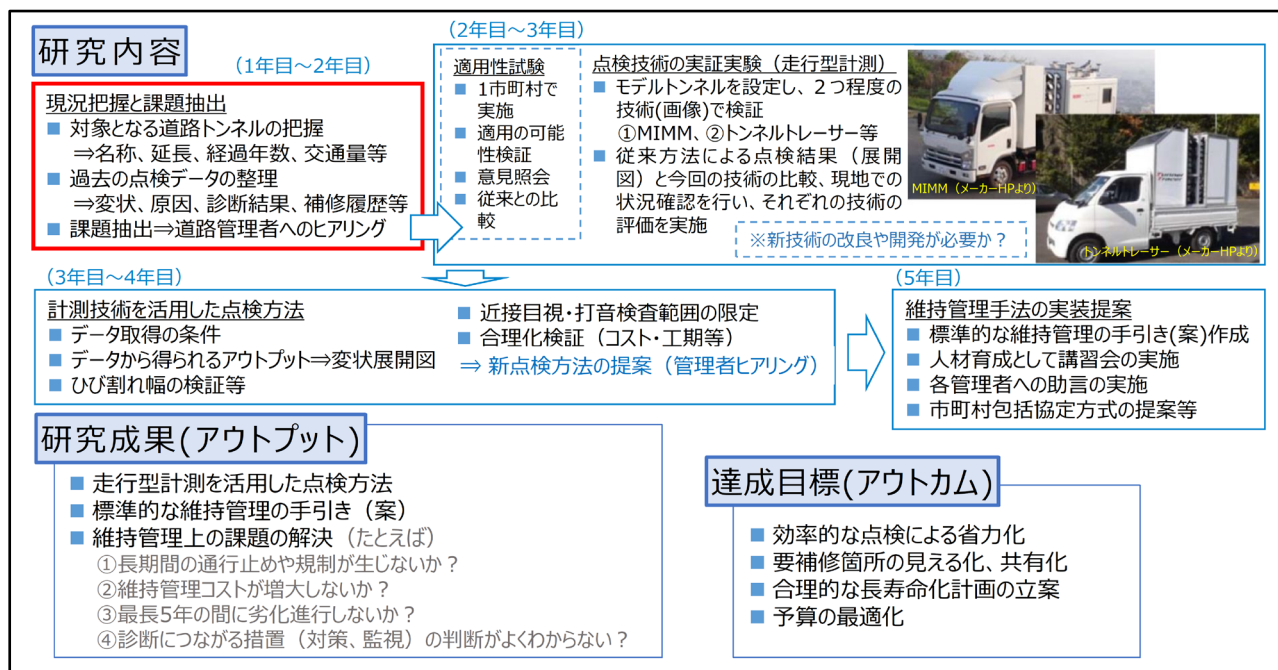 研究内容
(1年目～2年目)
現況把握と課題抽出
■ 対象となる道路トンネルの把握
⇒名称、延長、経過年数、交通量等
■ 過去の点検データの整理
⇒変状、原因、診断結果、補修履歴等
■ 課題抽出⇒道路管理者へのヒアリング
(2年目～3年目)
適用性試験
■ 1市町村で
実施
■ 適用の可能
性検証
■ 意見照会
■ 従来との比
較
点検技術の実証実験（走行型計測）
■ モデルトンネルを設定し、２つ程度の
技術(画像)で検証
①MIMM、②トンネルトレーサー等
■ 従来方法による点検結果（展開
図）と今回の技術の比較、現地での
状況確認を行い、それぞれの技術の
評価を実施
※新技術の改良や開発が必要か？
MIMM（メーカーHPより）
トンネルトレーサー（メーカーHPより）
(3年目～4年目)
計測技術を活用した点検方法
■ データ取得の条件
■ データから得られるアウトプット⇒変状展開図
■ ひび割れ幅の検証等
■ 近接目視・打音検査範囲の限定
■ 合理化検証（コスト・工期等）
⇒ 新点検方法の提案（管理者ヒアリング）
(5年目)
維持管理手法の実装提案
■ 標準的な維持管理の手引き(案)作成
■ 人材育成として講習会の実施
■ 各管理者への助言の実施
■ 市町村包括協定方式の提案等
研究成果(アウトプット)
■ 走行型計測を活用した点検方法
■ 標準的な維持管理の手引き（案）
■ 維持管理上の課題の解決（たとえば）
①長期間の通行止めや規制が生じないか？
②維持管理コストが増大しないか？
③最長5年の間に劣化進行しないか？
④診断につながる措置（対策、監視）の判断がよくわからない？
達成目標(アウトカム)
■ 効率的な点検による省力化
■ 要補修箇所の見える化、共有化
■ 合理的な長寿命化計画の立案
■ 予算の最適化